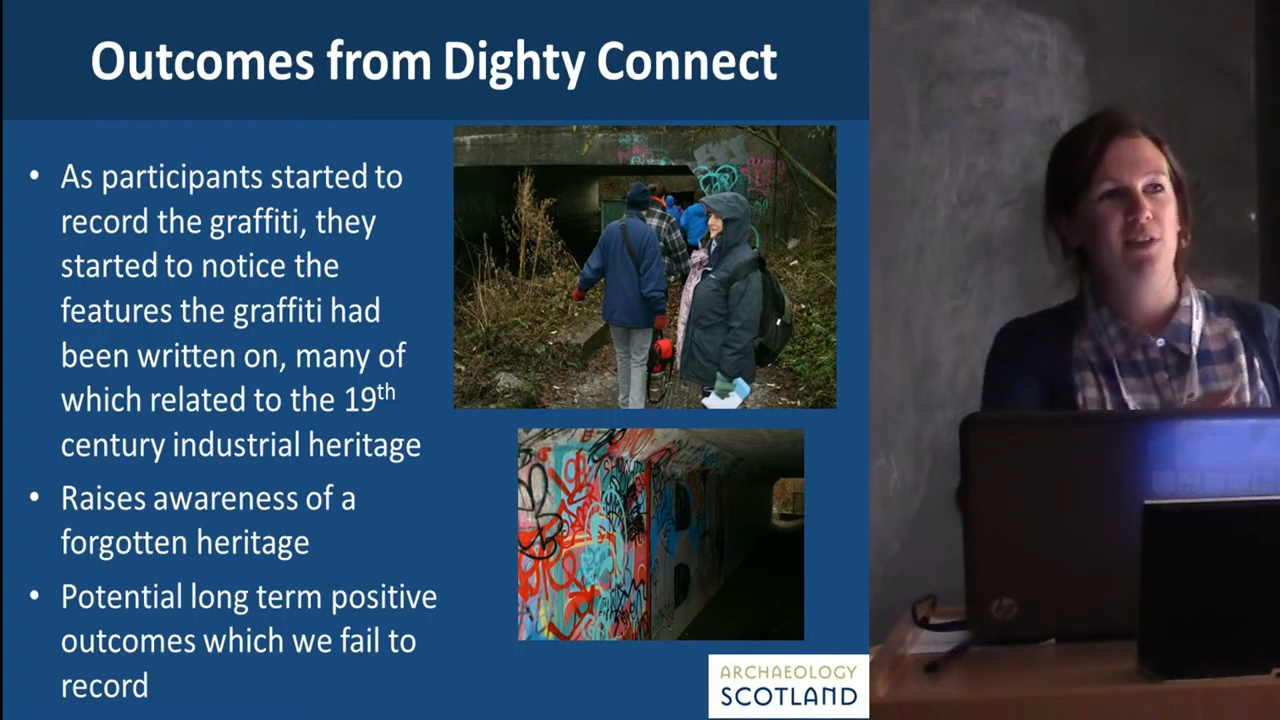 Outcomes from Dighty Connect
• As participants started to
record the graffiti, they
started to notice the
features the graffiti had
been written on, many of
which related to the 19th
century industrial heritage
• Raises awareness of a
forgotten heritage
• Potential long term positive
outcomes which we fail to
record
ARCHAEOLOGY
SCOTLAND
hp